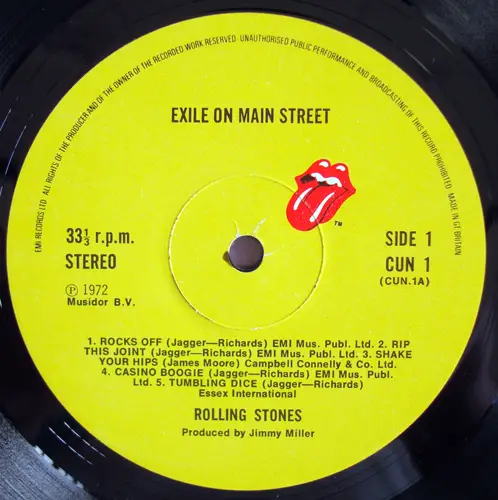 EMI RECORDS LTD ALL RIGHTS OF THE PRODUCER AND OF THE OWNER OF THE RECORDED WORK RESERVED · UNAUTHORISED PUBLIC PERFORMANCE AND BROADCASTING OF THIS RECORD PROHIBITED MADE IN GT BRITAIN
EXILE ON MAIN STREET
TM
33⅓ r.p.m.
STEREO
SIDE 1
CUN 1
(CUN.1A)
℗ 1972
Musidor B.V.
1. ROCKS OFF (Jagger—Richards) EMI Mus. Publ. Ltd. 2. RIP
THIS JOINT (Jagger—Richards) EMI Mus. Publ. Ltd. 3. SHAKE
YOUR HIPS (James Moore) Campbell Connelly & Co. Ltd.
4. CASINO BOOGIE (Jagger—Richards) EMI Mus. Publ.
Ltd. 5. TUMBLING DICE (Jagger—Richards)
Essex International
ROLLING STONES
Produced by Jimmy Miller